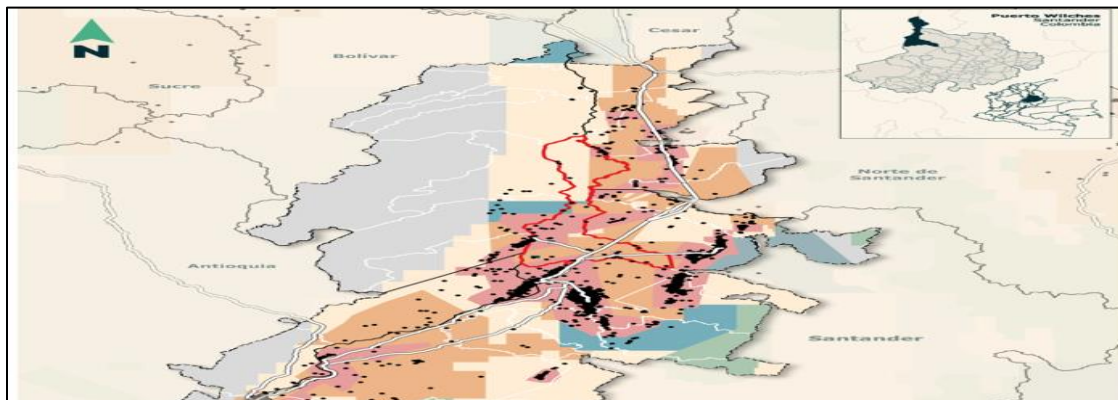 N
Bolívar
Cesar
Sucre
Puerto Wilches
Santander
Colombia
Norte de
Santander
Antioquia
Santander